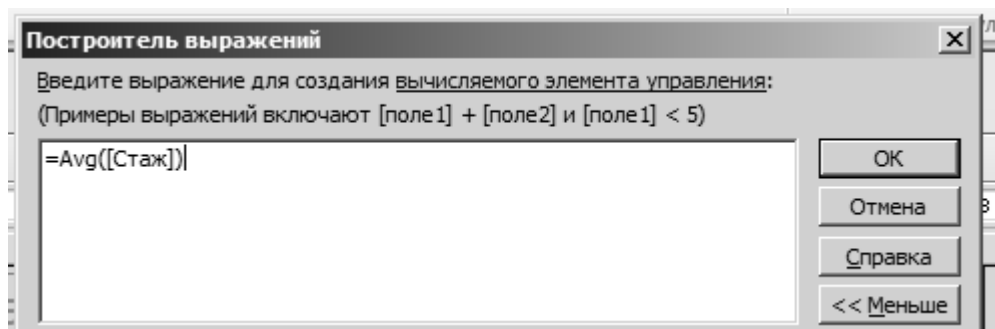 Построитель выражений
Введите выражение для создания вычисляемого элемента управления:
(Примеры выражений включают [поле1] + [поле2] и [поле1] < 5)
=Avg([Стаж])
ОК
Отмена
Справка
<< Меньше